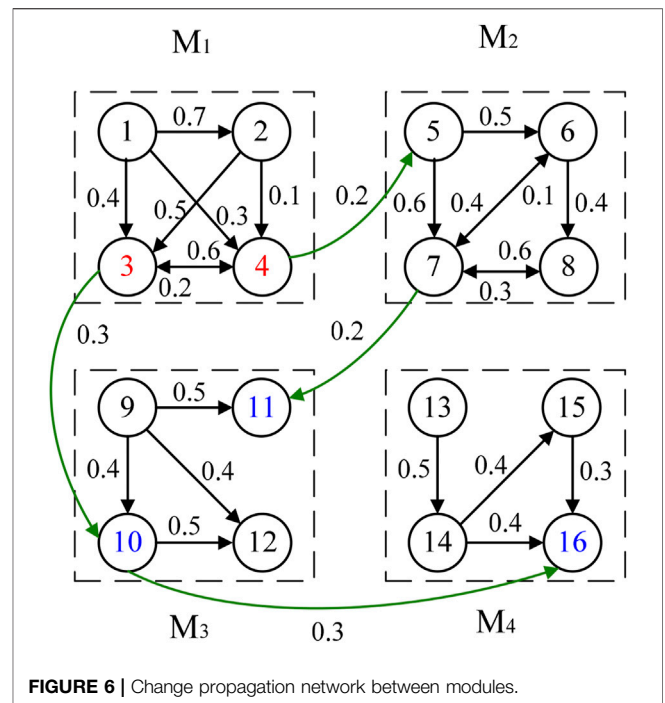 M1
M2
1 0.7 2
5 0.5 6
0.4 0.5 0.3 0.1
0.2
0.6 0.4 0.1 0.4
3 0.6 4
0.2
7 0.6 8
0.3
0.3
0.2
9 0.5 11
13 15
0.4 0.4
0.5 0.4 0.3
10 0.5 12
14 0.4 16
M3
0.3
M4
FIGURE 6 | Change propagation network between modules.